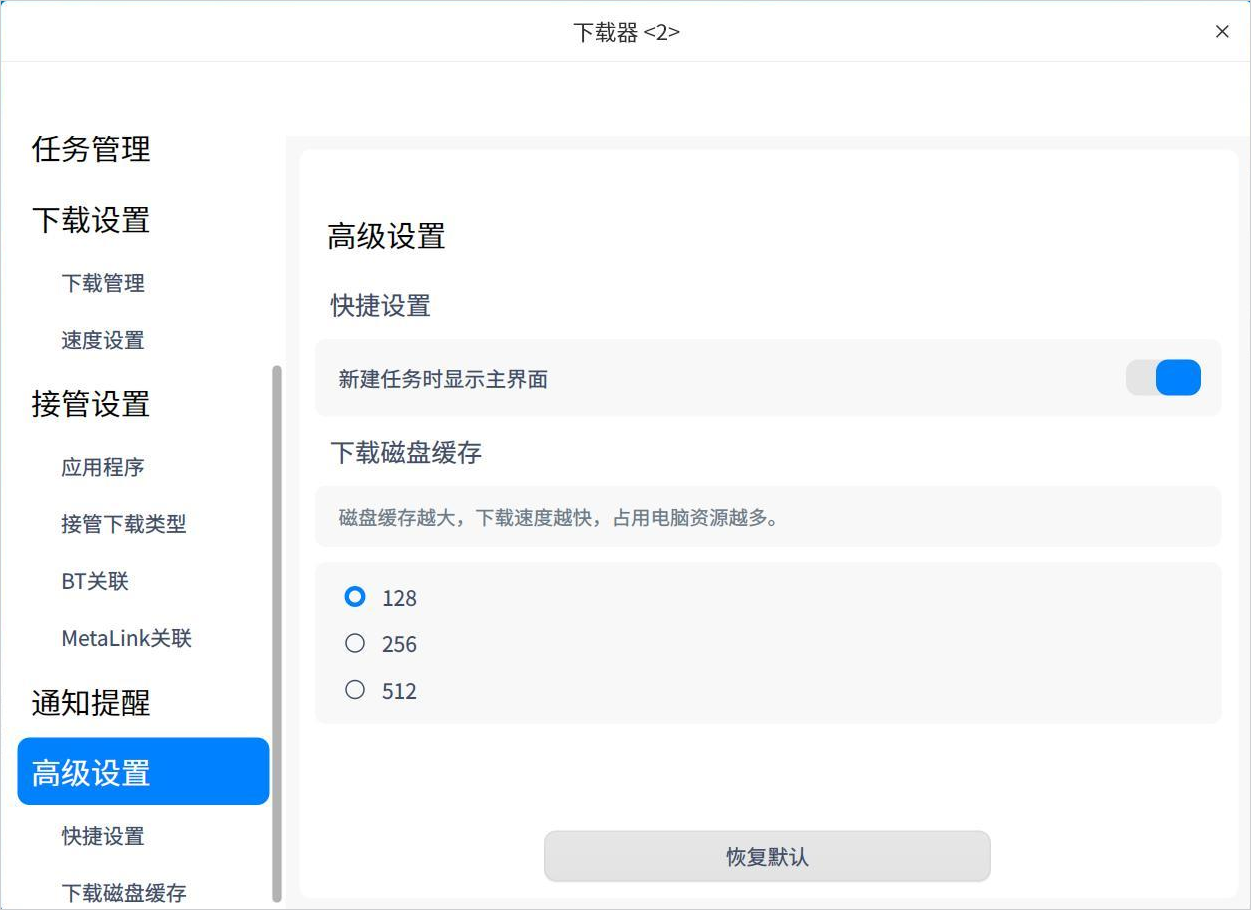 下载器 <2>
任务管理
下载设置
下载管理
速度设置
接管设置
应用程序
接管下载类型
BT关联
MetaLink关联
通知提醒
高级设置
快捷设置
下载磁盘缓存
高级设置
快捷设置
新建任务时显示主界面
下载磁盘缓存
磁盘缓存越大，下载速度越快，占用电脑资源越多。
128
256
512
恢复默认